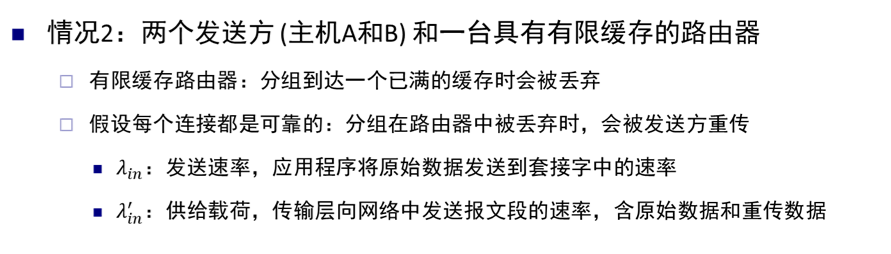 情况2：两个发送方 (主机A和B) 和一台具有有限缓存的路由器
有限缓存路由器：分组到达一个已满的缓存时会被丢弃
假设每个连接都是可靠的：分组在路由器中被丢弃时，会被发送方重传
λin：发送速率，应用程序将原始数据发送到套接字中的速率
λ′in：供给载荷，传输层向网络中发送报文段的速率，含原始数据和重传数据